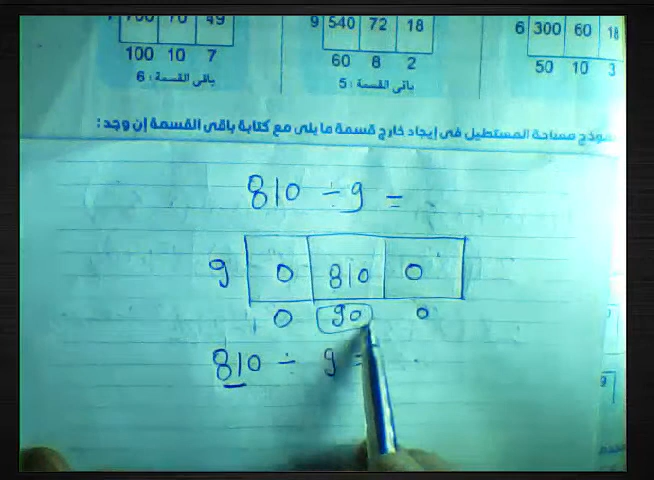 49
9 540 72 18
6 300 60 18
100 10 7
60 8 2
50 10 3
باقى القسمة : 6
باقى القسمة : 5
مساحة المستطيل فى إيجاد خارج قسمة ما يلى مع كتابة باقى القسمة إن وجد :
810 ÷ 9 =
9 0 810 0
0 90 0
810 ÷ 9 =